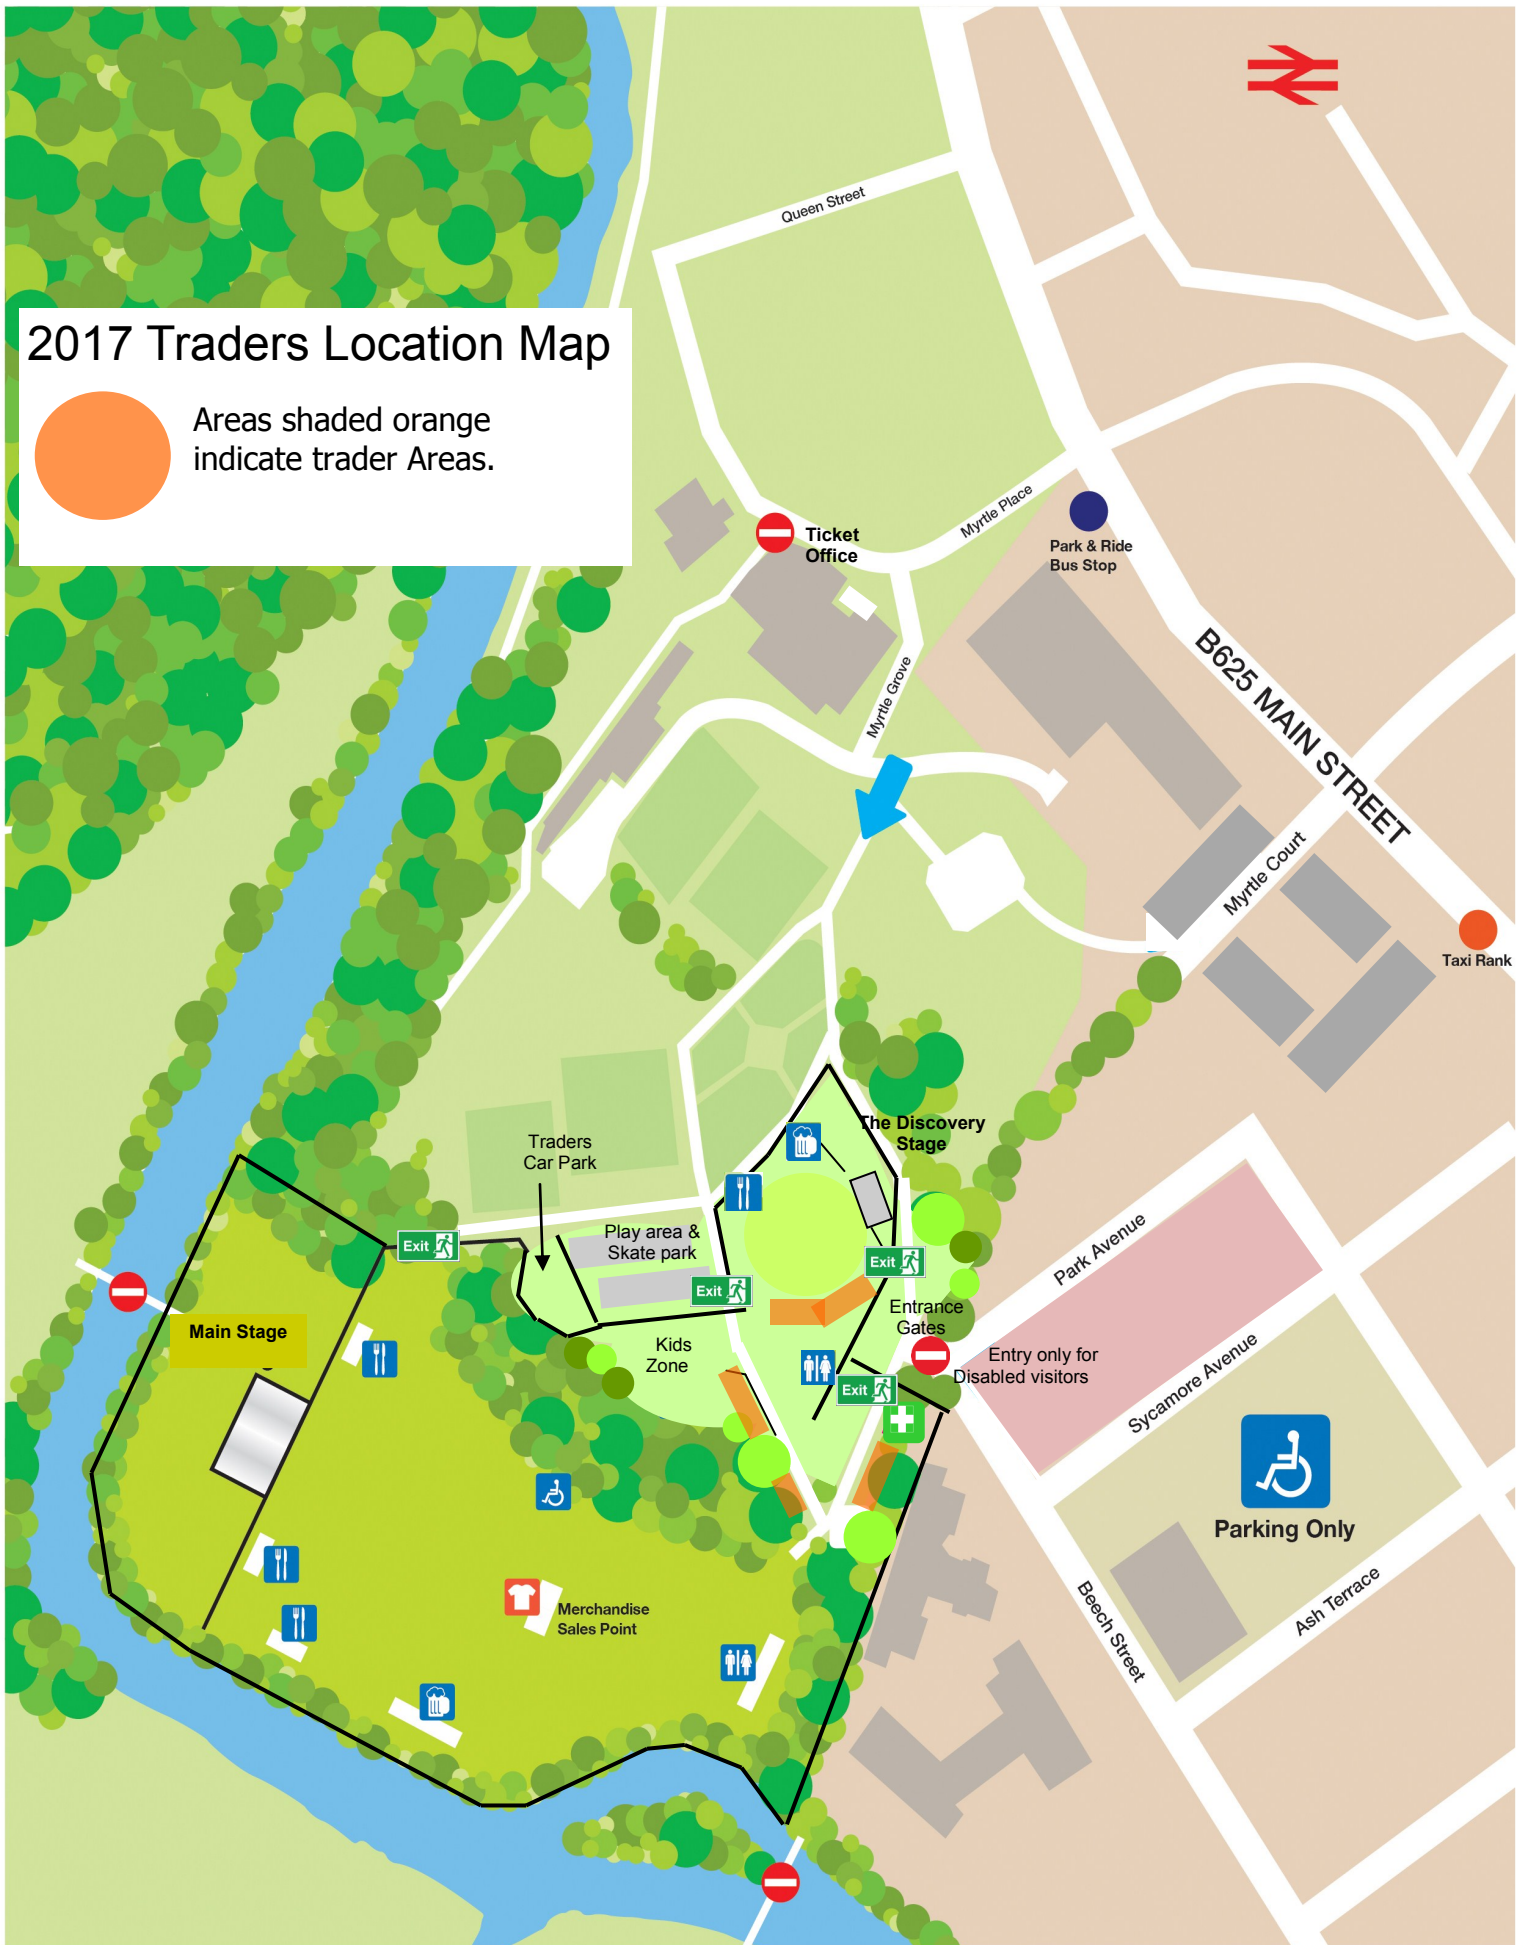 Queen Street
2017 Traders Location Map
Areas shaded orange
indicate trader Areas.
Myrtle Place
Ticket
Office
Park & Ride
Bus Stop
Myrtle Grove
B625 MAIN STREET
Myrtle Court
Taxi Rank
The Discovery
Stage
Traders
Car Park
Play area &
Skate park
Exit
Exit
Exit
Park Avenue
Entrance
Gates
Main Stage
Kids
Zone
Entry only for
Disabled visitors
Exit
Sycamore Avenue
Parking Only
Merchandise
Sales Point
Beech Street
Ash Terrace